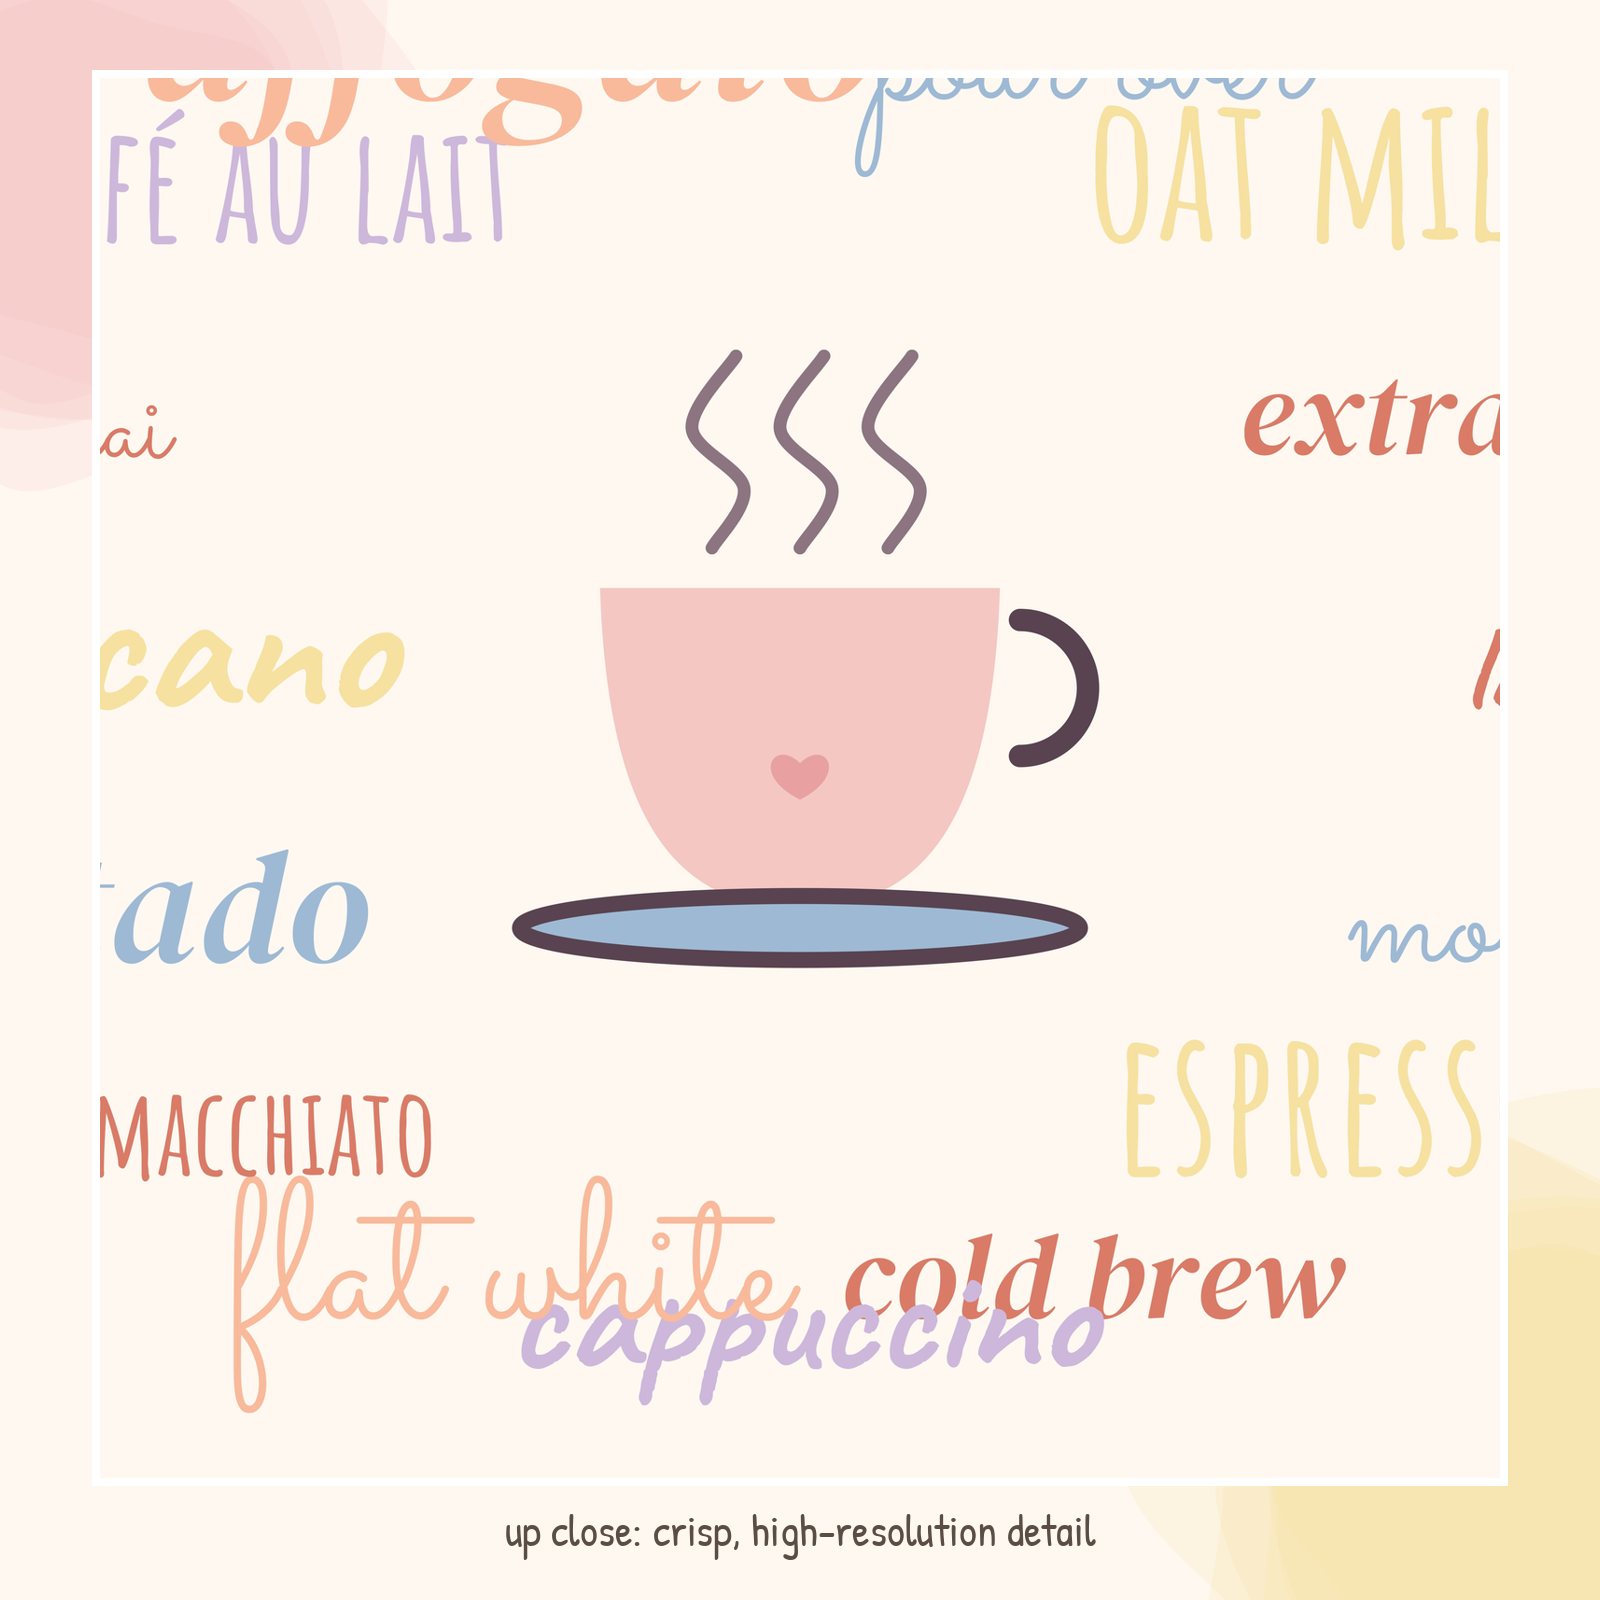 affogato
pour over
FÉ AU LAIT
OAT MIL
ai
extra
cano
tado
mo
MACCHIATO
ESPRESS
flat white
cold brew
cappuccino
up close: crisp, high-resolution detail